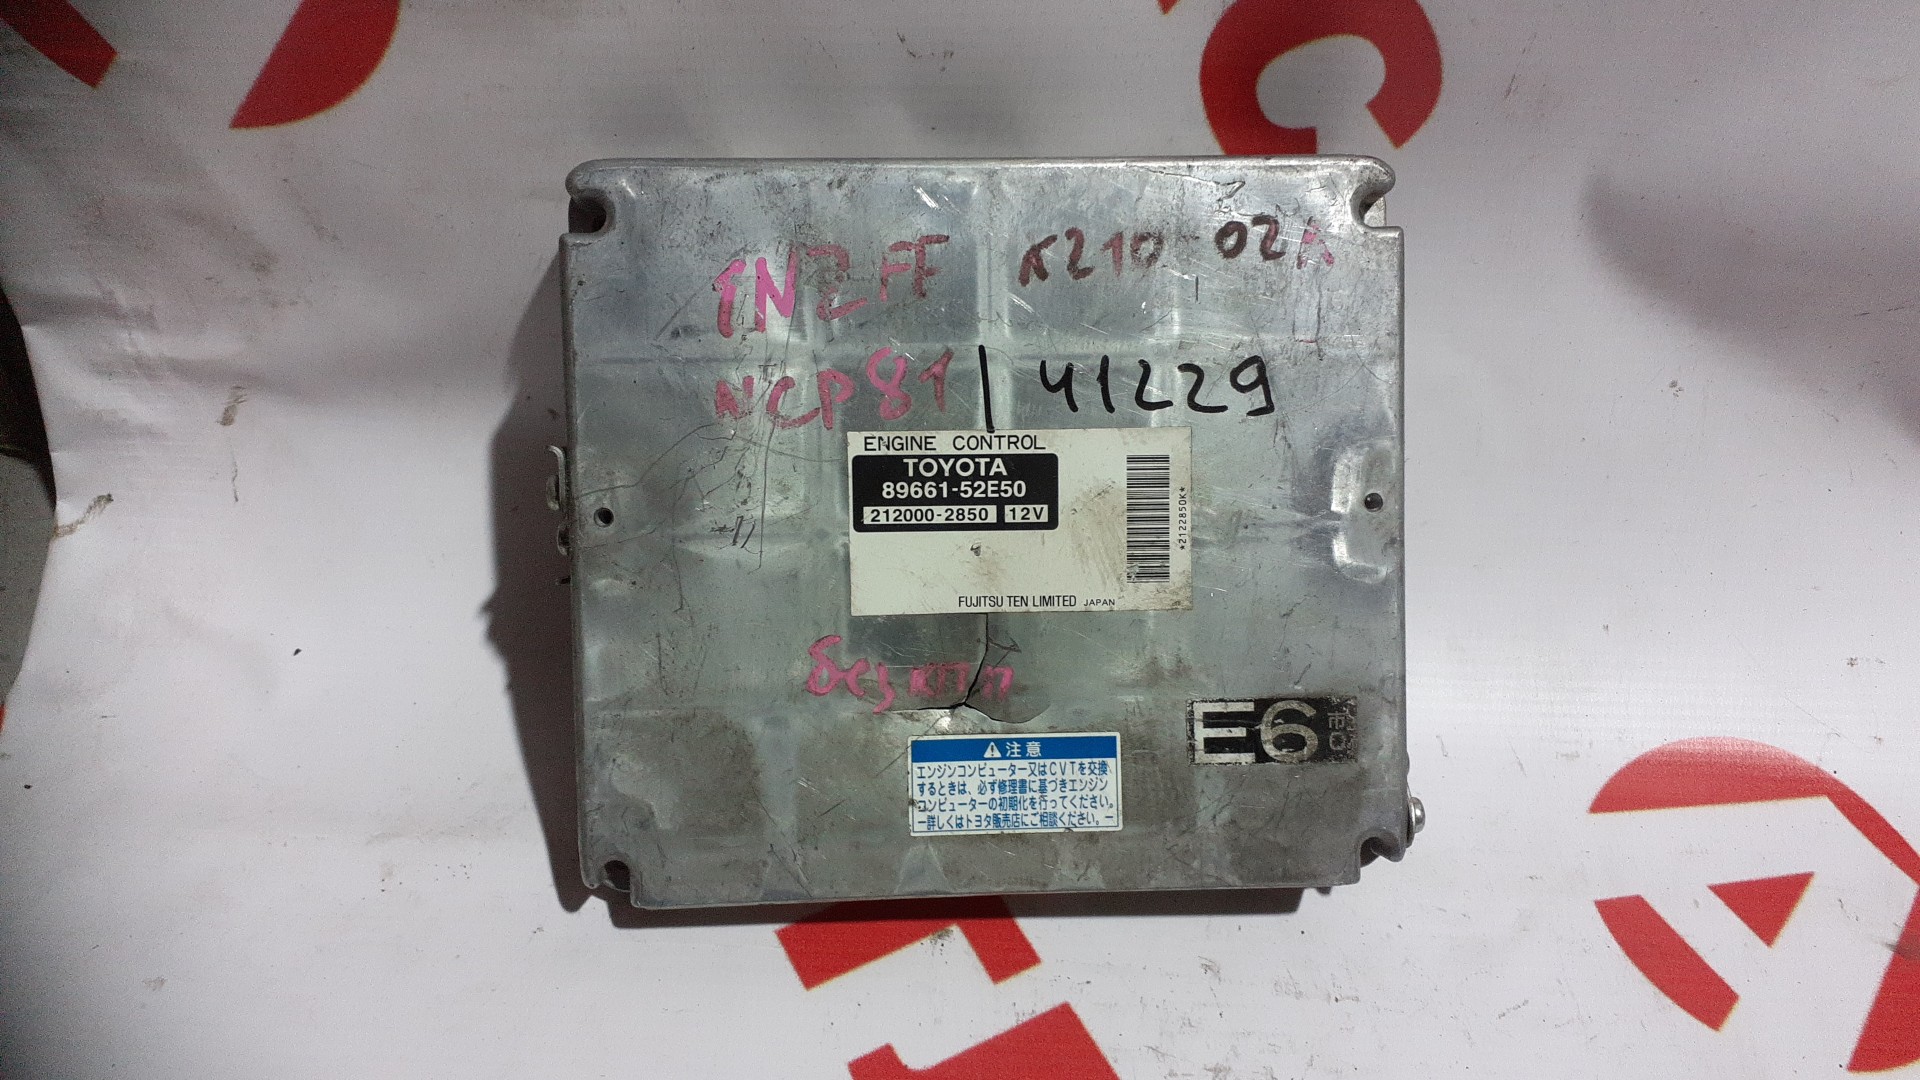 1NZFE K210-02A
NCP81 | 41229
ENGINE CONTROL
TOYOTA
89661-52E50
212000-2850 12V
*2122850K*
FUJITSU TEN LIMITED JAPAN
без КПП
E6
⚠注意
エンジンコンピューター又はCVTを交換
するときは、必ず修理書に基づきエンジン
コンピューターの初期化を行ってください。
ー詳しくはトヨタ販売店にご相談ください。ー